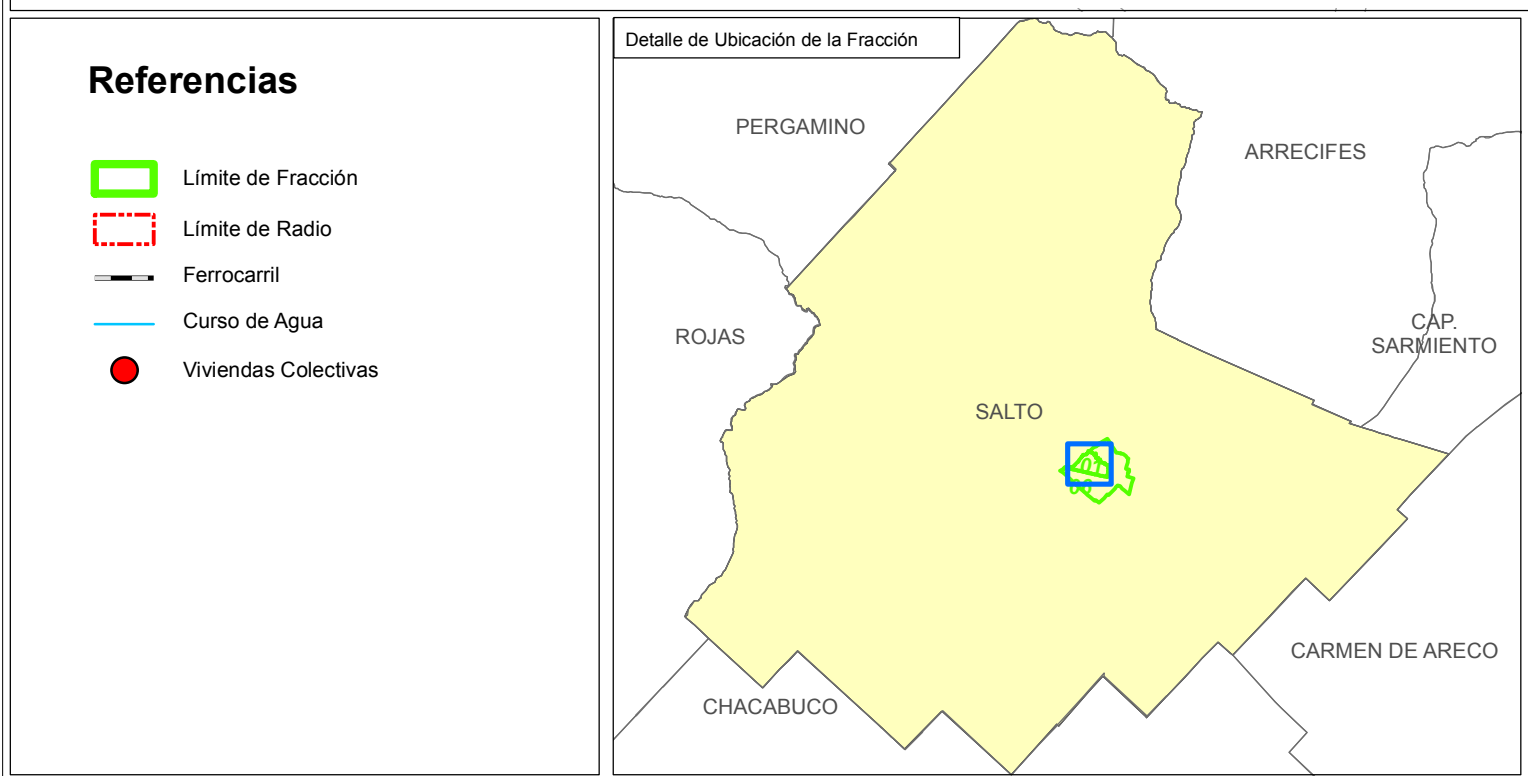 Referencias
Límite de Fracción
Límite de Radio
Ferrocarril
Curso de Agua
Viviendas Colectivas
Detalle de Ubicación de la Fracción
PERGAMINO
ARRECIFES
ROJAS
CAP.
SARMIENTO
SALTO
01
CARMEN DE ARECO
CHACABUCO